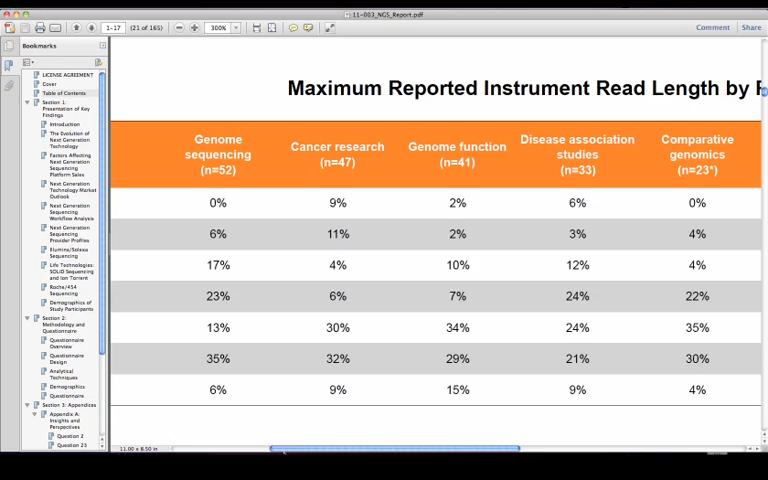 11-003_NGS_Report.pdf
1-17 (21 of 165) 300% Comment Share
Bookmarks
LICENSE AGREEMENT
Cover
Table of Contents
Section 1:
Presentation of Key
Findings
Introduction
The Evolution of
Next Generation
Technology
Factors Affecting
Next Generation
Sequencing
Platform Sales
Next Generation
Technology Market
Outlook
Next Generation
Sequencing
Workflow Analysis
Next Generation
Sequencing
Provider Profiles
Illumina/Solexa
Sequencing
Life Technologies:
SOLiD Sequencing
and Ion Torrent
Roche/454
Sequencing
Demographics of
Study Participants
Section 2:
Methodology and
Questionnaire
Questionnaire
Overview
Questionnaire
Design
Analytical
Techniques
Demographics
Questionnaire
Section 3: Appendices
Appendix A:
Insights and
Perspectives
Question 2
Question 23
Maximum Reported Instrument Read Length by
Genome sequencing (n=52) Cancer research (n=47) Genome function (n=41) Disease association studies (n=33) Comparative genomics (n=23*)
0% 9% 2% 6% 0%
6% 11% 2% 3% 4%
17% 4% 10% 12% 4%
23% 6% 7% 24% 22%
13% 30% 34% 24% 35%
35% 32% 29% 21% 30%
6% 9% 15% 9% 4%
11.00 x 8.50 in